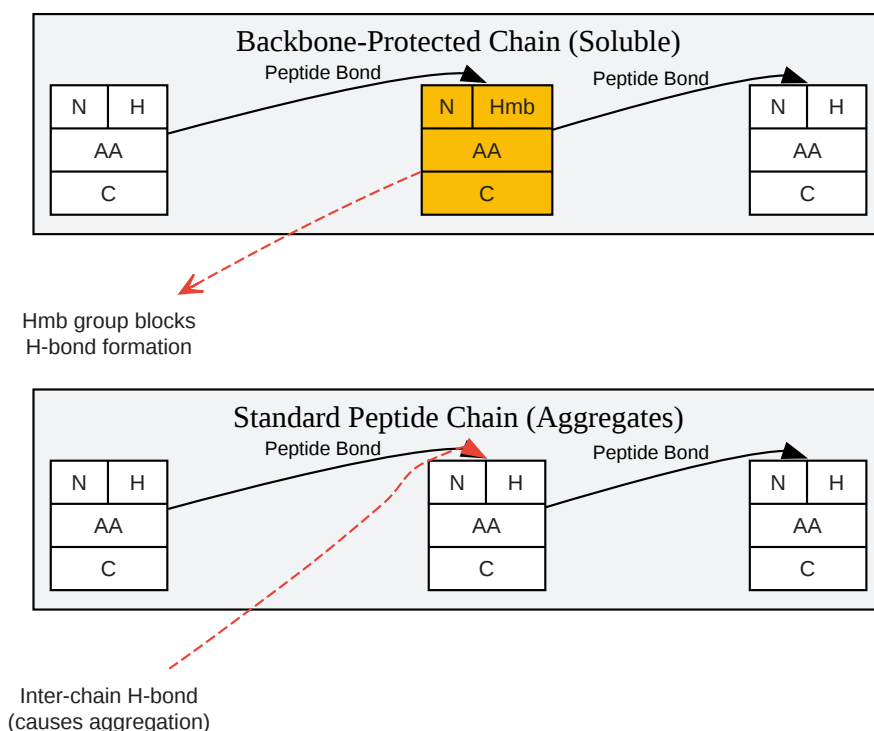 Backbone-Protected Chain (Soluble)
Peptide Bond
Peptide Bond
N H
AA
C
N Hmb
AA
C
N H
AA
C
Hmb group blocks
H-bond formation
Standard Peptide Chain (Aggregates)
Peptide Bond
Peptide Bond
N H
AA
C
N H
AA
C
N H
AA
C
Inter-chain H-bond
(causes aggregation)